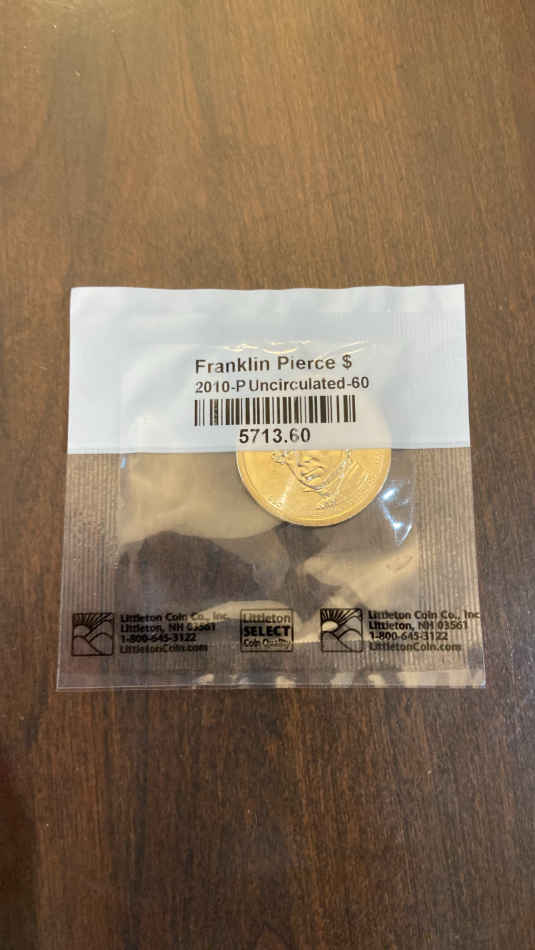 Franklin Pierce $
2010-P Uncirculated-60
5713.60
Littleton Coin Co., Inc.
Littleton, NH 03561
1-800-645-3122
LittletonCoin.com
Littleton
SELECT
Coin Quality
Littleton Coin Co., Inc
Littleton, NH 03561
1-800-645-3122
LittletonCoin.com